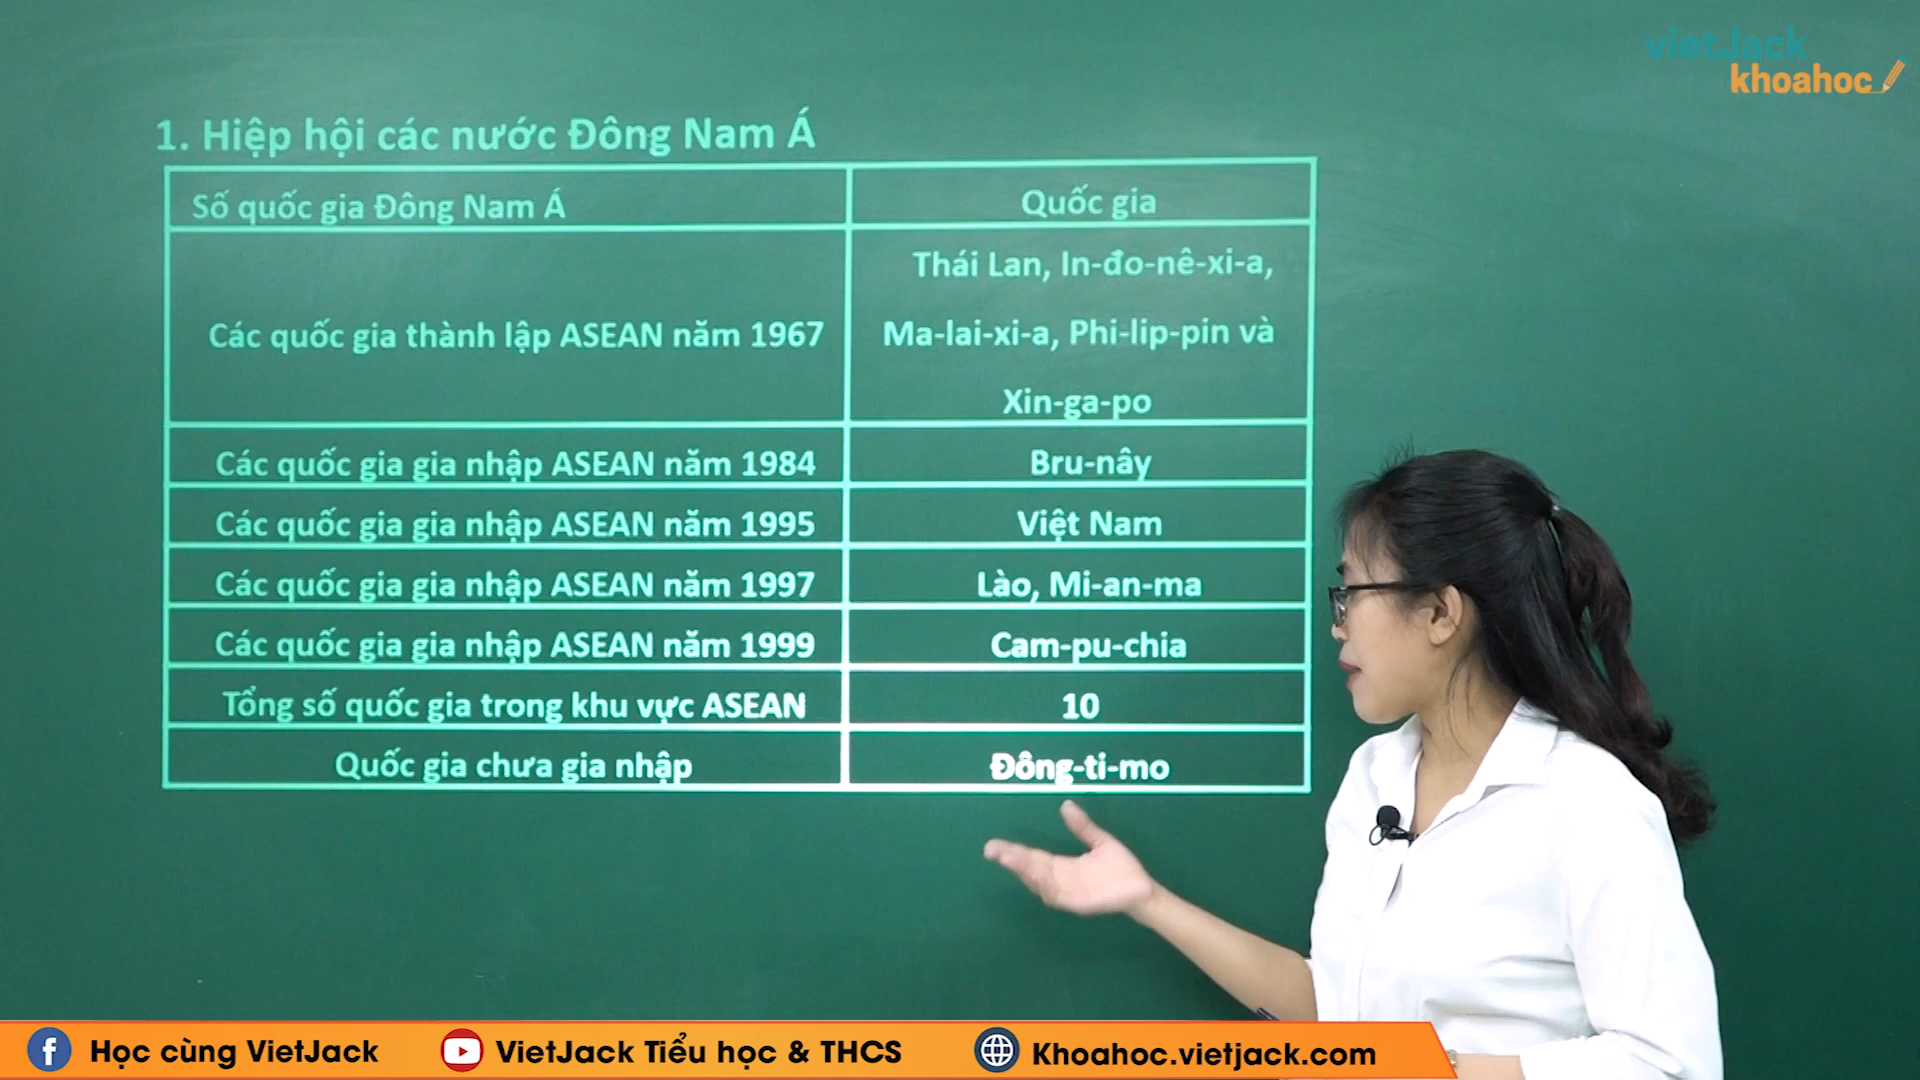 vietJack
khoahoc
1. Hiệp hội các nước Đông Nam Á
Số quốc gia Đông Nam Á
Quốc gia
Các quốc gia thành lập ASEAN năm 1967
Thái Lan, In-đo-nê-xi-a,
Ma-lai-xi-a, Phi-lip-pin và
Xin-ga-po
Các quốc gia gia nhập ASEAN năm 1984
Bru-nây
Các quốc gia gia nhập ASEAN năm 1995
Việt Nam
Các quốc gia gia nhập ASEAN năm 1997
Lào, Mi-an-ma
Các quốc gia gia nhập ASEAN năm 1999
Cam-pu-chia
Tổng số quốc gia trong khu vực ASEAN
10
Quốc gia chưa gia nhập
Đông-ti-mo
Học cùng VietJack
VietJack Tiểu học & THCS
Khoahoc.vietjack.com